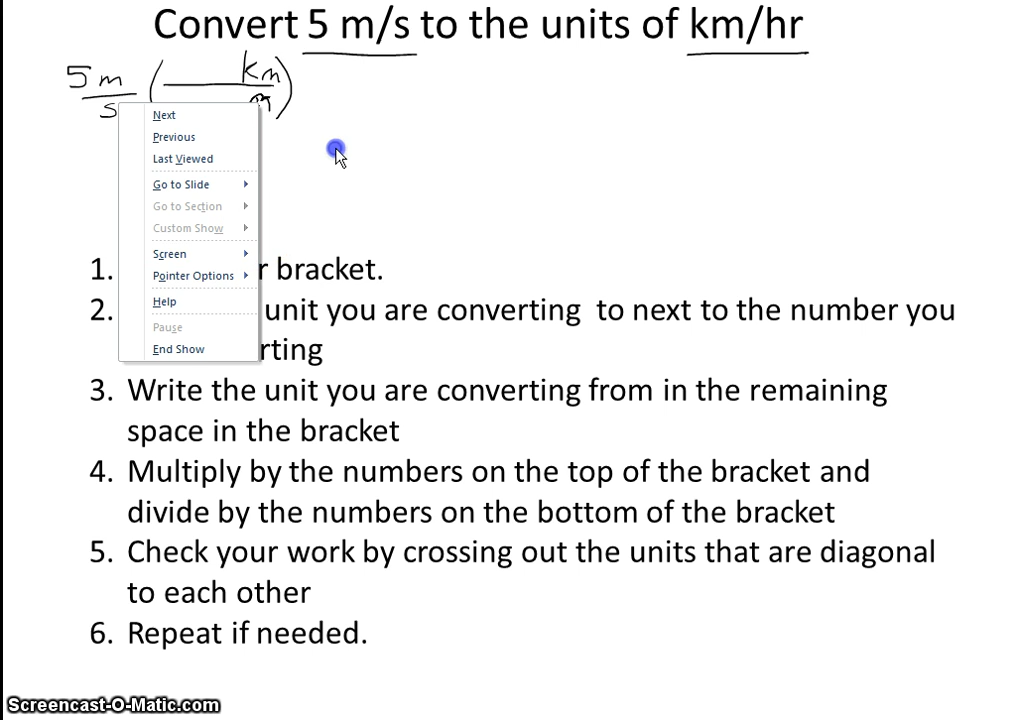 Convert 5 m/s to the units of km/hr
5 m ( km )
s m
Next
Previous
Last Viewed
Go to Slide
Go to Section
Custom Show
Screen
Pointer Options
Help
Pause
End Show
1. r bracket.
2. unit you are converting to next to the number you
rting
3. Write the unit you are converting from in the remaining
space in the bracket
4. Multiply by the numbers on the top of the bracket and
divide by the numbers on the bottom of the bracket
5. Check your work by crossing out the units that are diagonal
to each other
6. Repeat if needed.
Screencast-O-Matic.com